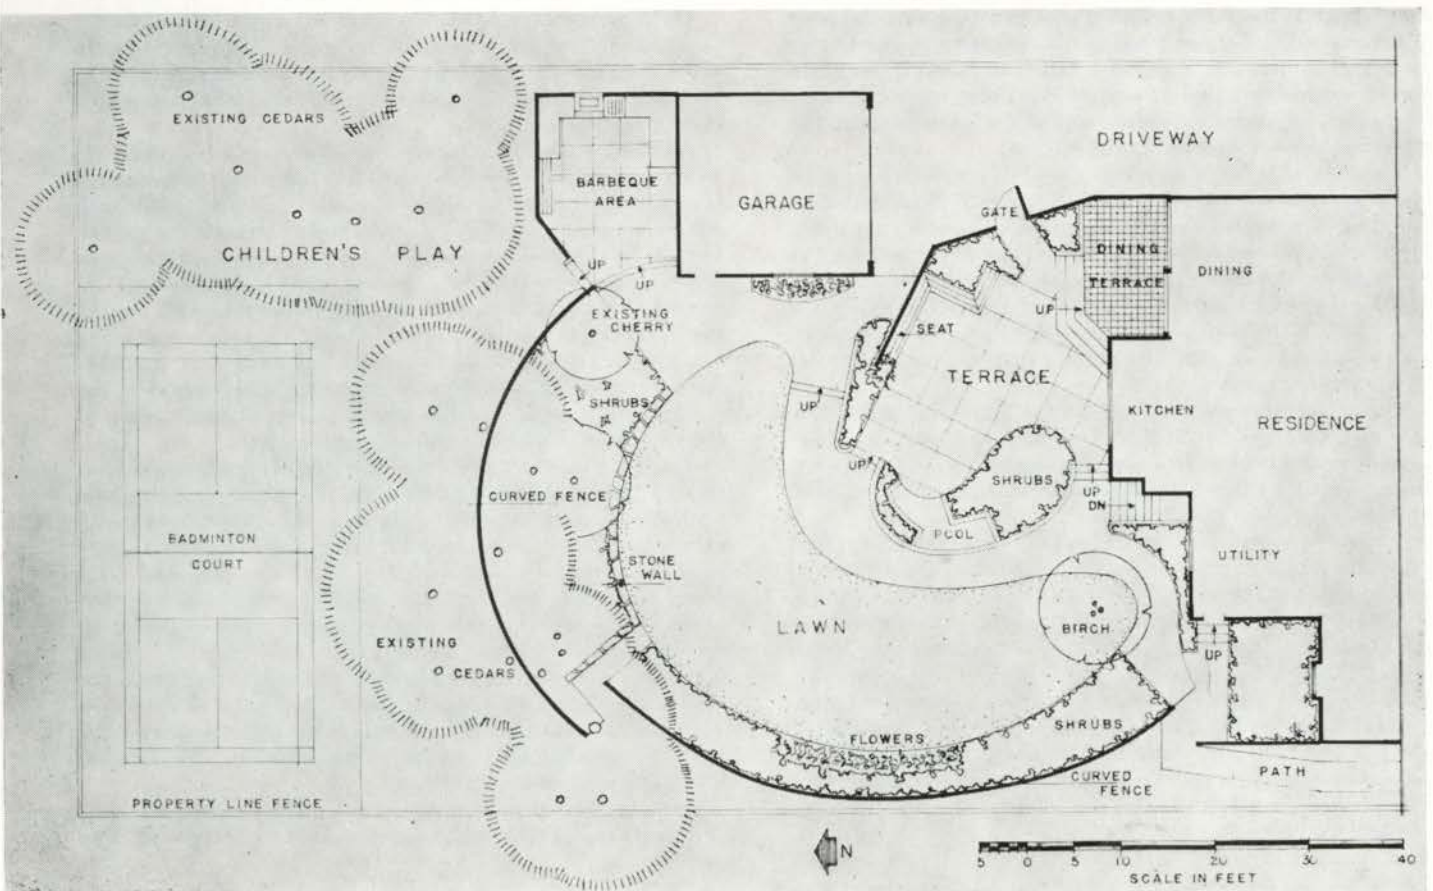 EXISTING CEDARS
CHILDREN'S PLAY
BARBEQUE
AREA
GARAGE
DRIVEWAY
GATE
DINING
TERRACE
DINING
UP
UP
UP
EXISTING
CHERRY
SEAT
TERRACE
UP
KITCHEN
RESIDENCE
SHRUBS
UP
SHRUBS
UP
DN
CURVED FENCE
POOL
BADMINTON
COURT
STONE
WALL
UTILITY
LAWN
BIRCH
EXISTING
CEDARS
UP
SHRUBS
FLOWERS
CURVED
FENCE
PATH
PROPERTY LINE FENCE
N
5 0 5 10 20 30 40
SCALE IN FEET